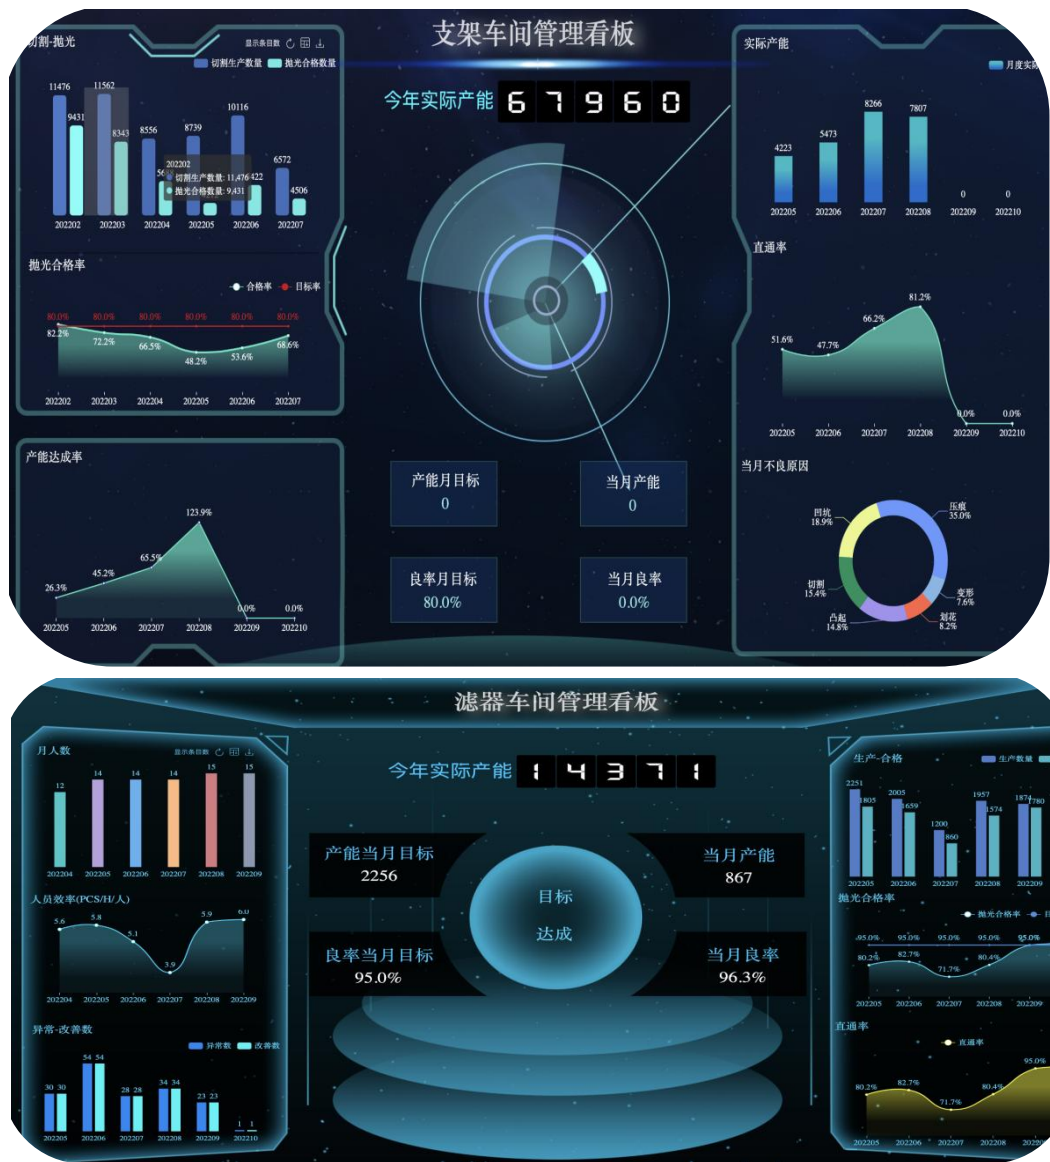 支架车间管理看板
今年实际产能 67960
切割-抛光
显示条目数
切割生产数量 抛光合格数量
11476 11562 8556 8739 10116 6572
9431 8343 4506
202202
切割生产数量: 11,476
抛光合格数量: 9,431
202202 202203 202204 202205 202206 202207
抛光合格率
合格率 目标率
80.0% 80.0% 80.0% 80.0% 80.0% 80.0%
82.2% 72.2% 66.5% 48.2% 53.6% 68.6%
202202 202203 202204 202205 202206 202207
产能达成率
26.3% 45.2% 65.5% 123.9% 0.0% 0.0%
202205 202206 202207 202208 202209 202210
产能月目标
0
当月产能
0
良率月目标
80.0%
当月良率
0.0%
实际产能
月度实际
4223 5473 8266 7807 0 0
202205 202206 202207 202208 202209 202210
直通率
51.6% 47.7% 66.2% 81.2% 0.0% 0.0%
202205 202206 202207 202208 202209 202210
当月不良原因
凹坑
18.9%
压痕
35.0%
切割
15.4%
变形
7.6%
凸起
14.8%
划花
8.2%
滤器车间管理看板
今年实际产能 14371
月人数
显示条目数
12 14 14 14 15 15
202204 202205 202206 202207 202208 202209
人员效率(PCS/H/人)
5.6 5.8 5.1 3.9 5.9 6.0
202204 202205 202206 202207 202208 202209
异常-改善数
异常数 改善数
30 30 54 54 28 28 34 34 23 23 1 1
202205 202206 202207 202208 202209 202210
产能当月目标
2256
当月产能
867
目标
达成
良率当月目标
95.0%
当月良率
96.3%
生产-合格
生产数量
2251 1805 2005 1659 1200 860 1957 1574 1874 1780
202205 202206 202207 202208 202209
抛光合格率
抛光合格率
95.0% 95.0% 95.0% 95.0% 95.0%
80.2% 82.7% 71.7% 80.4%
202205 202206 202207 202208 202209
直通率
直通率
80.2% 82.7% 71.7% 80.4% 95.0%
202205 202206 202207 202208 202209